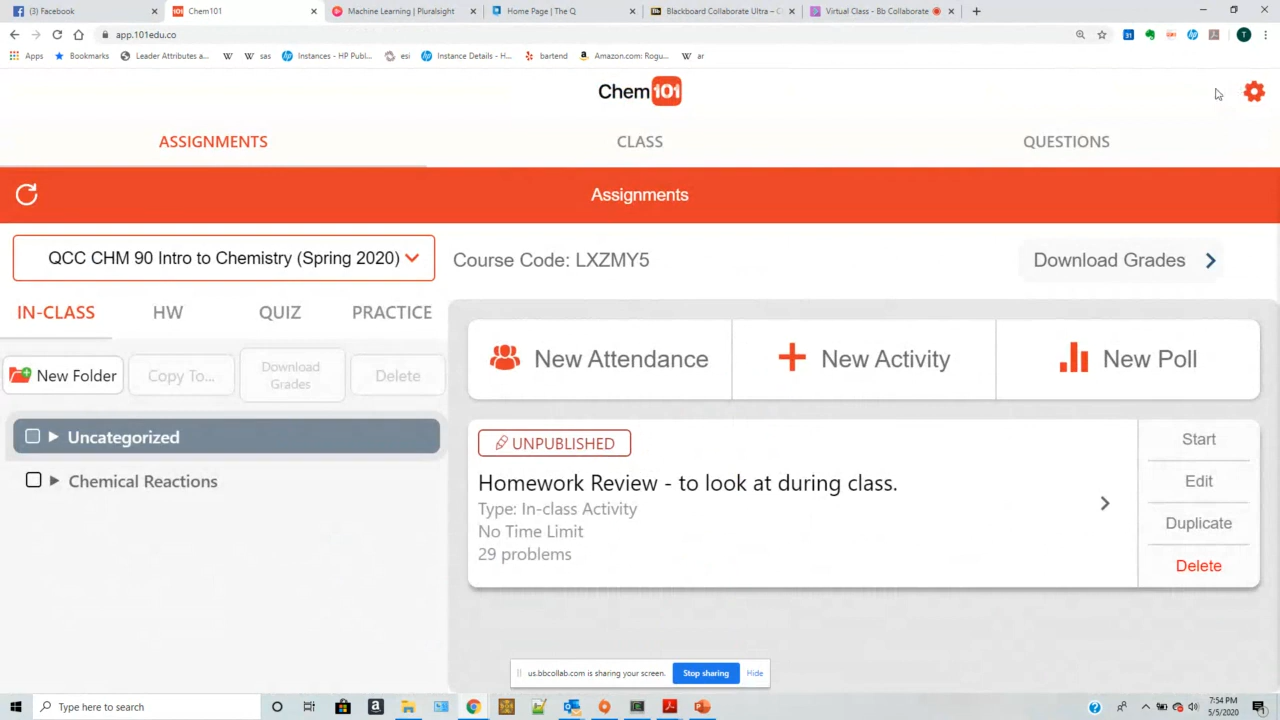 (3) Facebook
Chem101
Machine Learning | Pluralsight
Home Page | The Q
Blackboard Collaborate Ultra – C
Virtual Class - Bb Collaborate
app.101edu.co
Apps
Bookmarks
Leader Attributes a...
sas
Instances - HP Publ...
esi
Instance Details - H...
bartend
Amazon.com: Rogu...
ar
Chem 101
ASSIGNMENTS
CLASS
QUESTIONS
Assignments
QCC CHM 90 Intro to Chemistry (Spring 2020)
Course Code: LXZMY5
Download Grades
IN-CLASS
HW
QUIZ
PRACTICE
New Folder
Copy To...
Download
Grades
Delete
New Attendance
New Activity
New Poll
Uncategorized
Chemical Reactions
UNPUBLISHED
Homework Review - to look at during class.
Type: In-class Activity
No Time Limit
29 problems
Start
Edit
Duplicate
Delete
us.bbcollab.com is sharing your screen.
Stop sharing
Hide
Type here to search
7:54 PM
5/5/2020